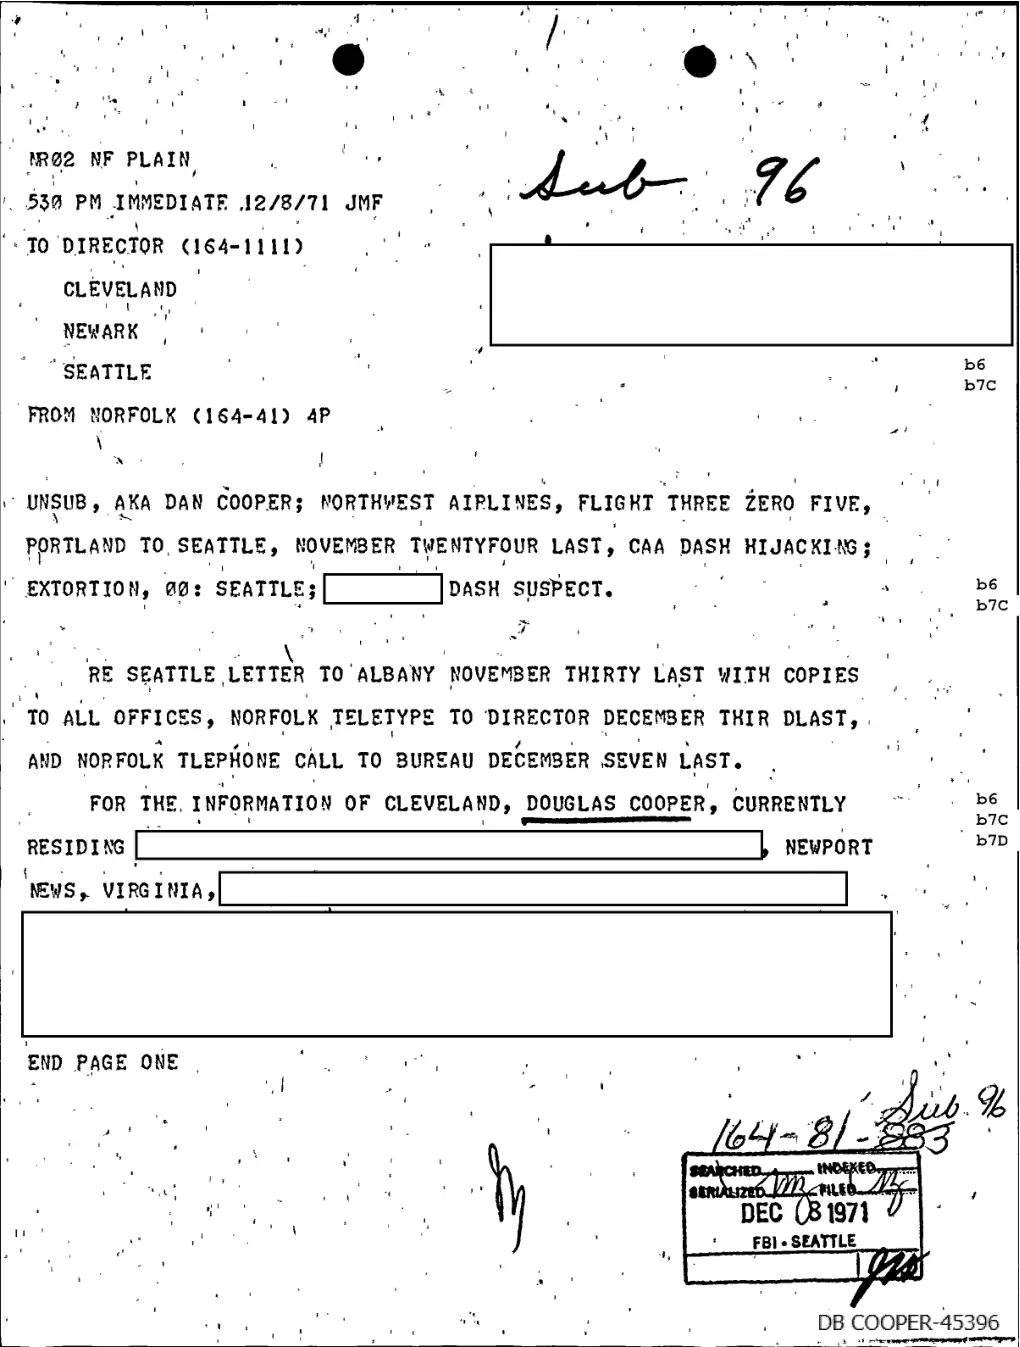 NR02 NF PLAIN
530 PM IMMEDIATE 12/8/71 JMF
Sub 96
TO DIRECTOR (164-1111)
CLEVELAND
NEWARK
SEATTLE
b6
b7C
FROM NORFOLK (164-41) 4P
UNSUB, AKA DAN COOPER; NORTHWEST AIRLINES, FLIGHT THREE ZERO FIVE,
PORTLAND TO SEATTLE, NOVEMBER TWENTYFOUR LAST, CAA DASH HIJACKING;
EXTORTION, 00: SEATTLE; DASH SUSPECT.
b6
b7C
RE SEATTLE LETTER TO ALBANY NOVEMBER THIRTY LAST WITH COPIES
TO ALL OFFICES, NORFOLK TELETYPE TO DIRECTOR DECEMBER THIR DLAST,
AND NORFOLK TLEPHONE CALL TO BUREAU DECEMBER SEVEN LAST.
FOR THE INFORMATION OF CLEVELAND, DOUGLAS COOPER, CURRENTLY
RESIDING , NEWPORT
NEWS, VIRGINIA,
b6
b7C
b7D
END PAGE ONE
Sub 96
164-81-883
SEARCHED INDEXED
SERIALIZED FILED
DEC 08 1971
FBI - SEATTLE
DB COOPER-45396